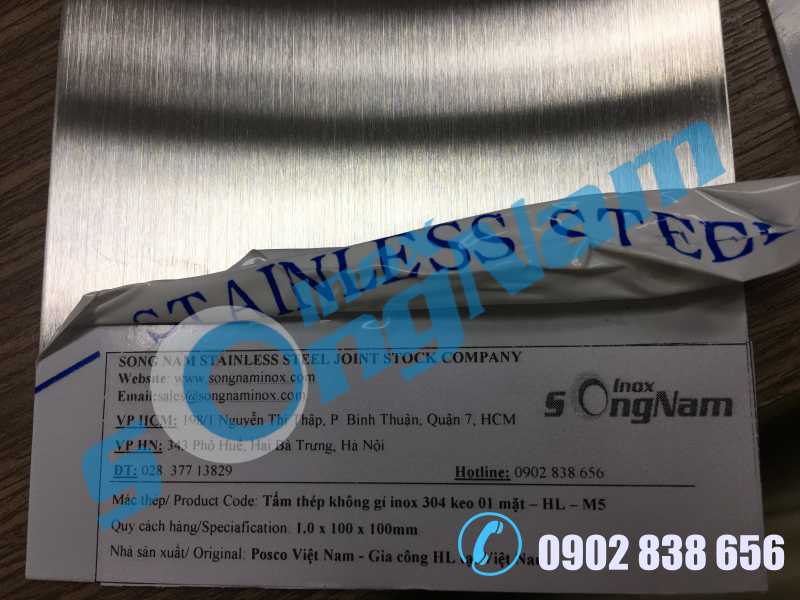 STAINLESS STEEL
SONG NAM STAINLESS STEEL JOINT STOCK COMPANY
Website: www.songnaminox.com
Email:sales@songnaminox.com
VP HCM: 198/1 Nguyễn Thị Thập, P. Bình Thuận, Quận 7, HCM
VP HN: 343 Phố Huế, Hai Bà Trưng, Hà Nội
ĐT: 028. 377 13829
Hotline: 0902 838 656
Inox
SongNam
Mác thép/ Product Code: Tấm thép không gỉ inox 304 keo 01 mặt – HL – M5
Quy cách hàng/Speciafication: 1.0 x 100 x 100mm
Nhà sản xuất/ Original: Posco Việt Nam - Gia công HL tại Việt Nam
SongNam
0902 838 656